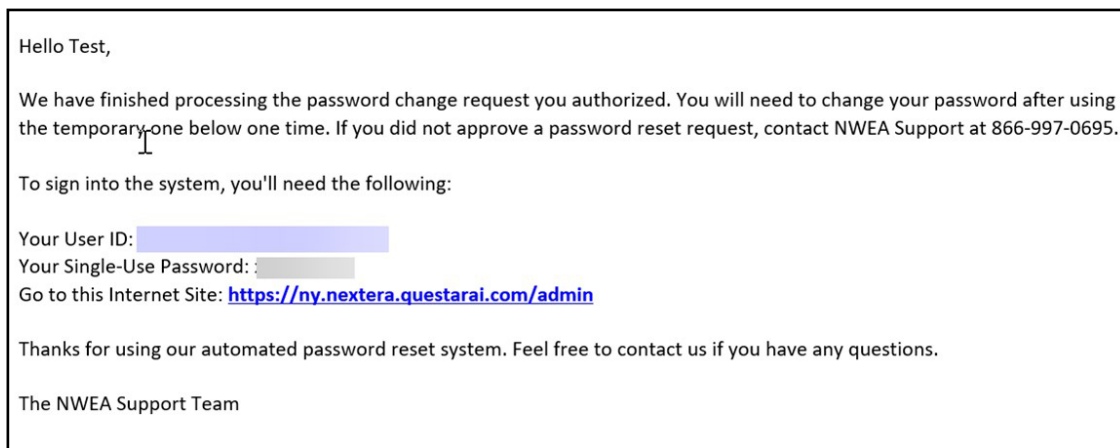 Hello Test,
We have finished processing the password change request you authorized. You will need to change your password after using
the temporary one below one time. If you did not approve a password reset request, contact NWEA Support at 866-997-0695.
To sign into the system, you'll need the following:
Your User ID:
Your Single-Use Password: :
Go to this Internet Site: https://ny.nextera.questarai.com/admin
Thanks for using our automated password reset system. Feel free to contact us if you have any questions.
The NWEA Support Team